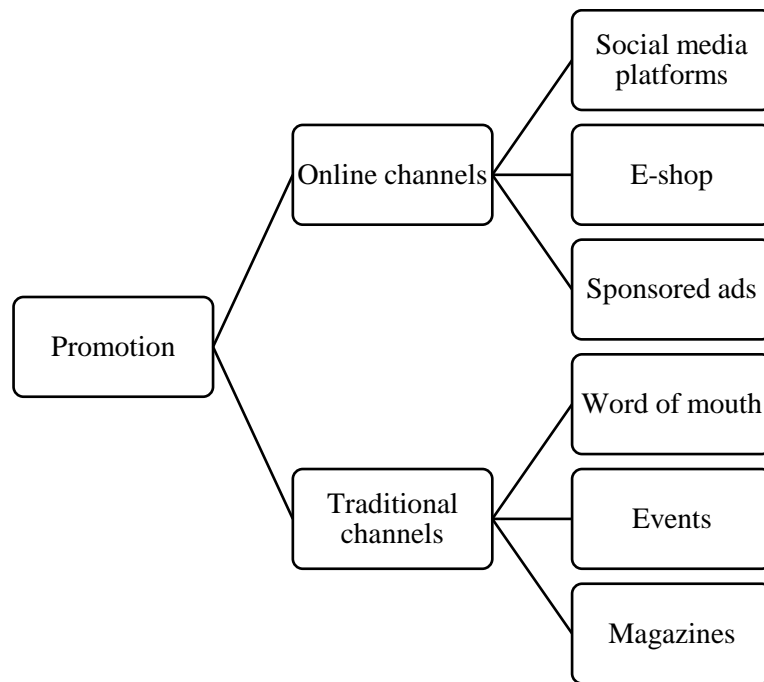 Social media
platforms
Online channels
E-shop
Sponsored ads
Promotion
Word of mouth
Traditional
channels
Events
Magazines